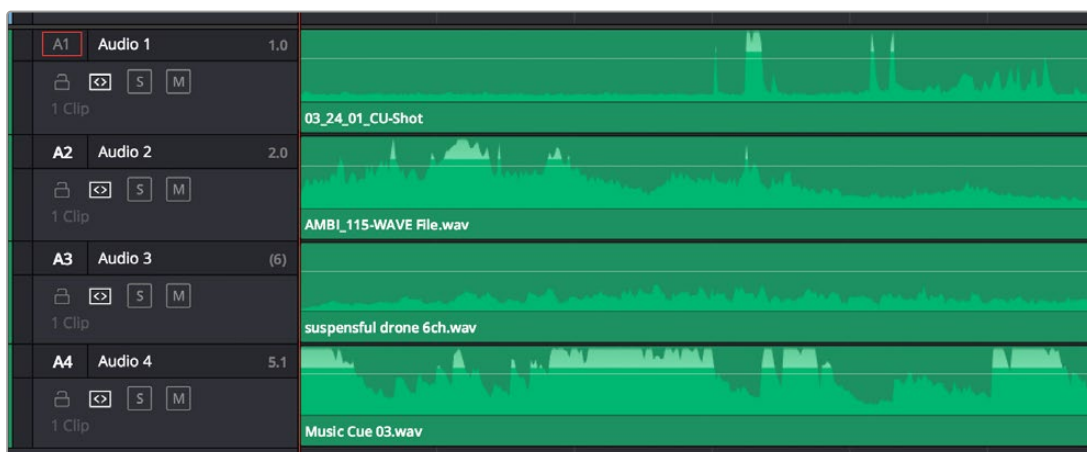 A1 Audio 1 1.0
S M
1 Clip
03_24_01_CU-Shot
A2 Audio 2 2.0
S M
1 Clip
AMBI_115-WAVE File.wav
A3 Audio 3 (6)
S M
1 Clip
suspensful drone 6ch.wav
A4 Audio 4 5.1
S M
1 Clip
Music Cue 03.wav